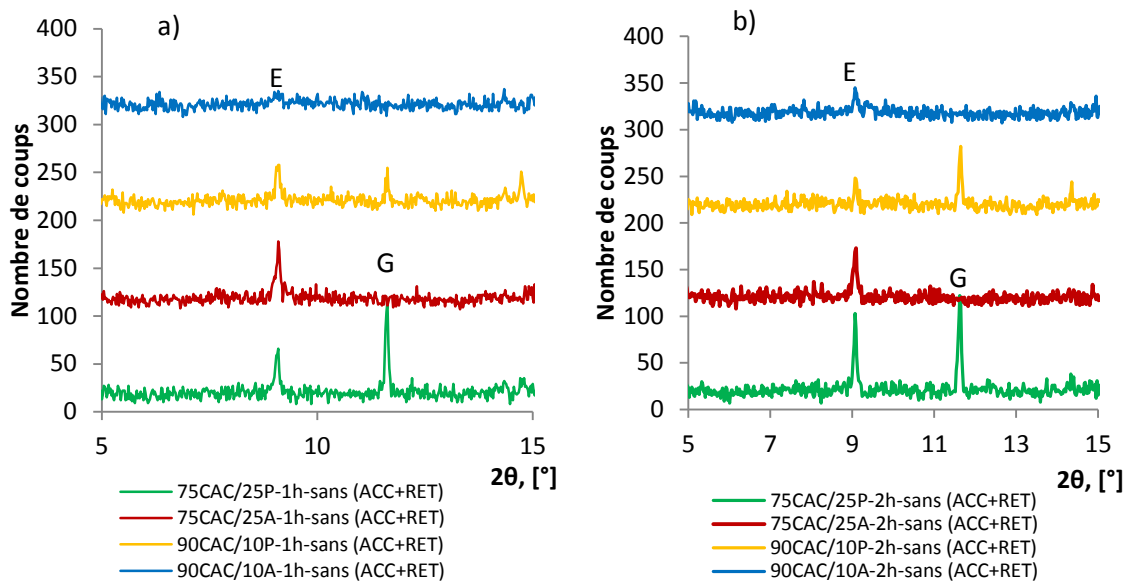 a)
400
350
300
250
200
150
100
50
0
Nombre de coups
E
G
5
10
15
2θ, [°]
75CAC/25P-1h-sans (ACC+RET)
75CAC/25A-1h-sans (ACC+RET)
90CAC/10P-1h-sans (ACC+RET)
90CAC/10A-1h-sans (ACC+RET)
b)
400
350
300
250
200
150
100
50
0
Nombre de coups
E
G
5
7
9
11
13
15
2θ, [°]
75CAC/25P-2h-sans (ACC+RET)
75CAC/25A-2h-sans (ACC+RET)
90CAC/10P-2h-sans (ACC+RET)
90CAC/10A-2h-sans (ACC+RET)